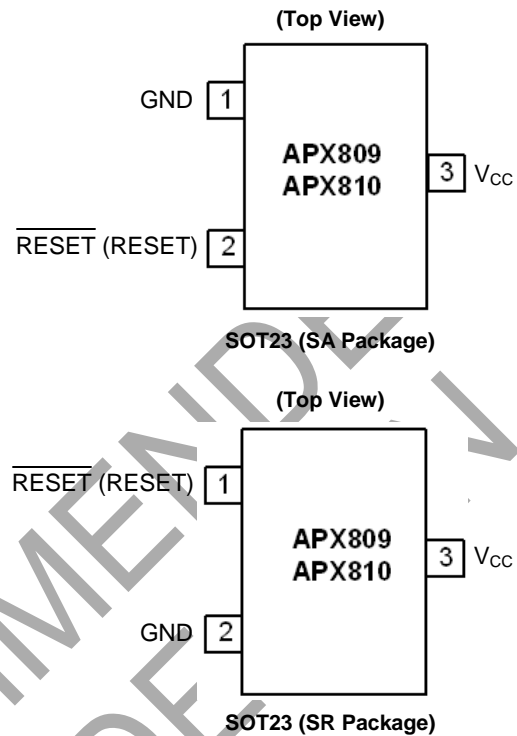 (Top View)
GND 1
APX809
APX810
3 VCC
RESET (RESET) 2
SOT23 (SA Package)
(Top View)
RESET (RESET) 1
APX809
APX810
3 VCC
GND 2
SOT23 (SR Package)